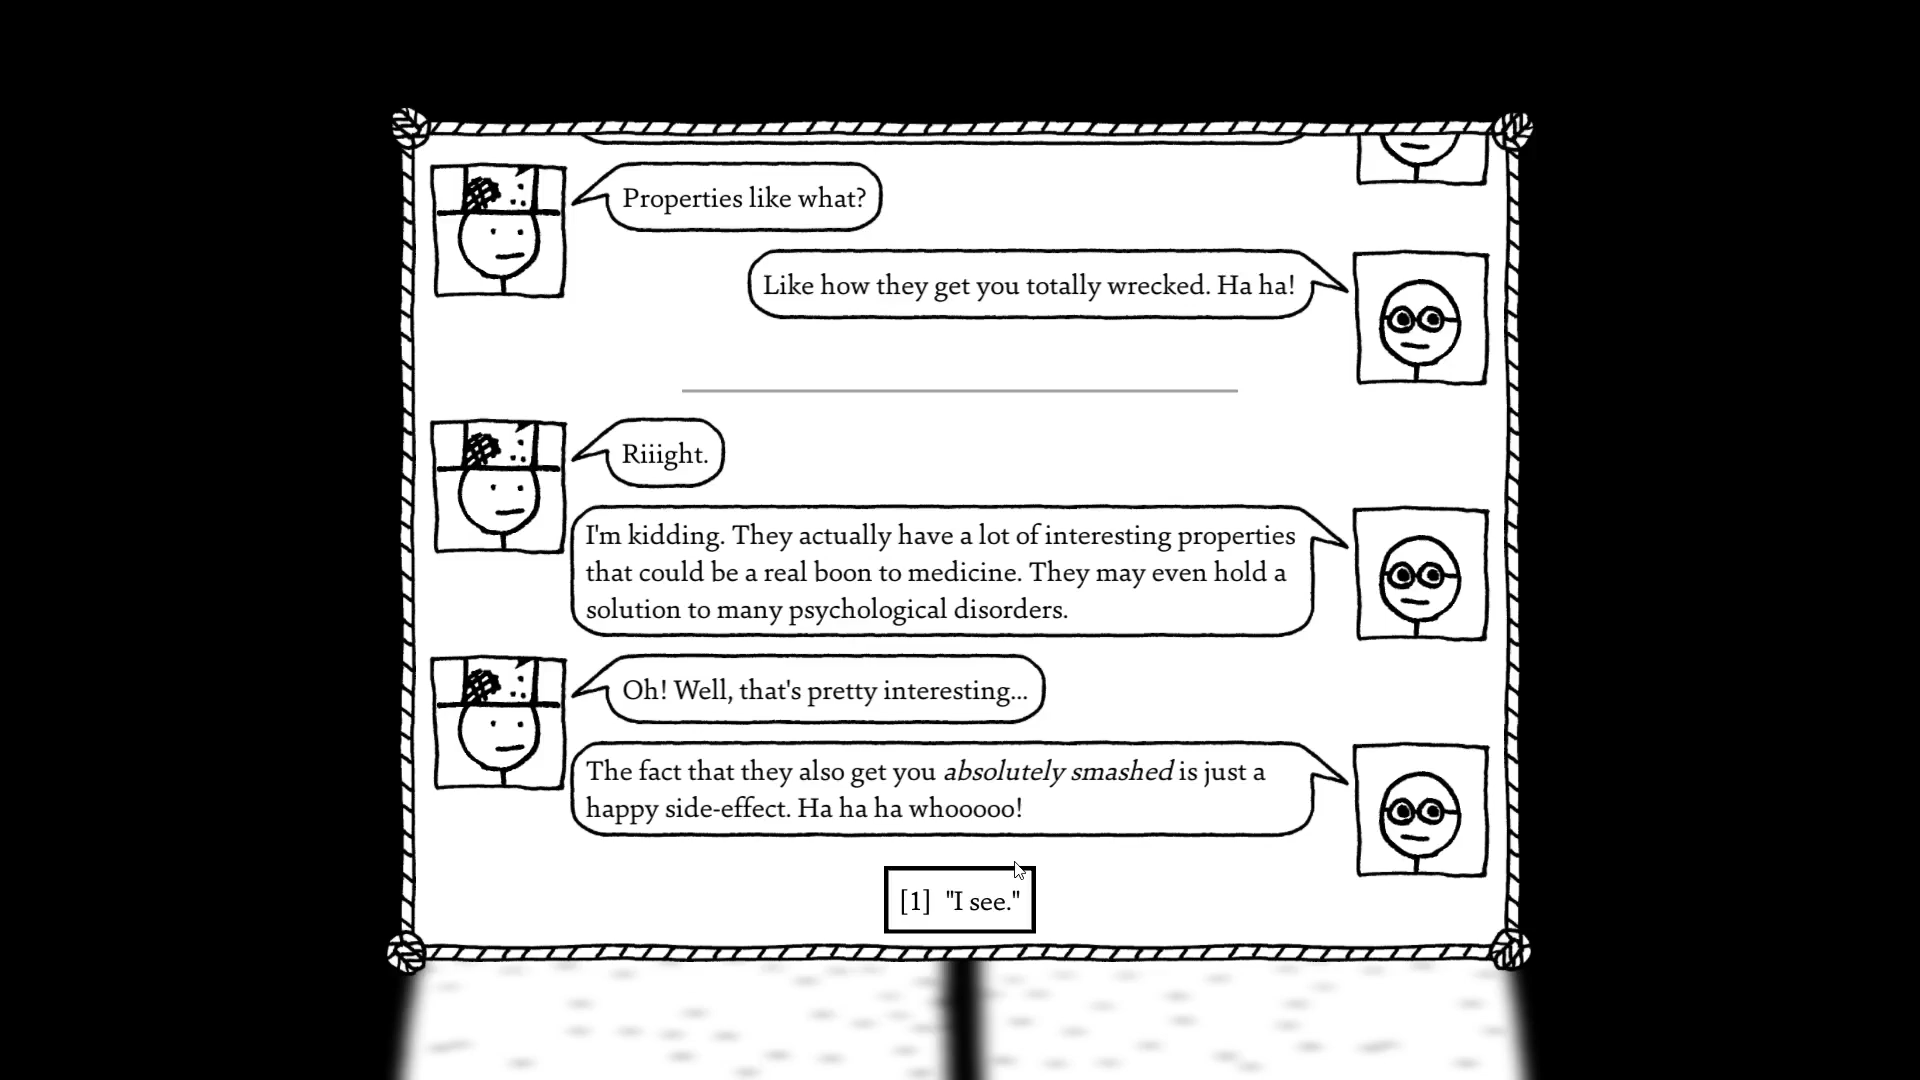 Properties like what?
Like how they get you totally wrecked. Ha ha!
Riiight.
I'm kidding. They actually have a lot of interesting properties
that could be a real boon to medicine. They may even hold a
solution to many psychological disorders.
Oh! Well, that's pretty interesting...
The fact that they also get you absolutely smashed is just a
happy side-effect. Ha ha ha whooooo!
[1] "I see."